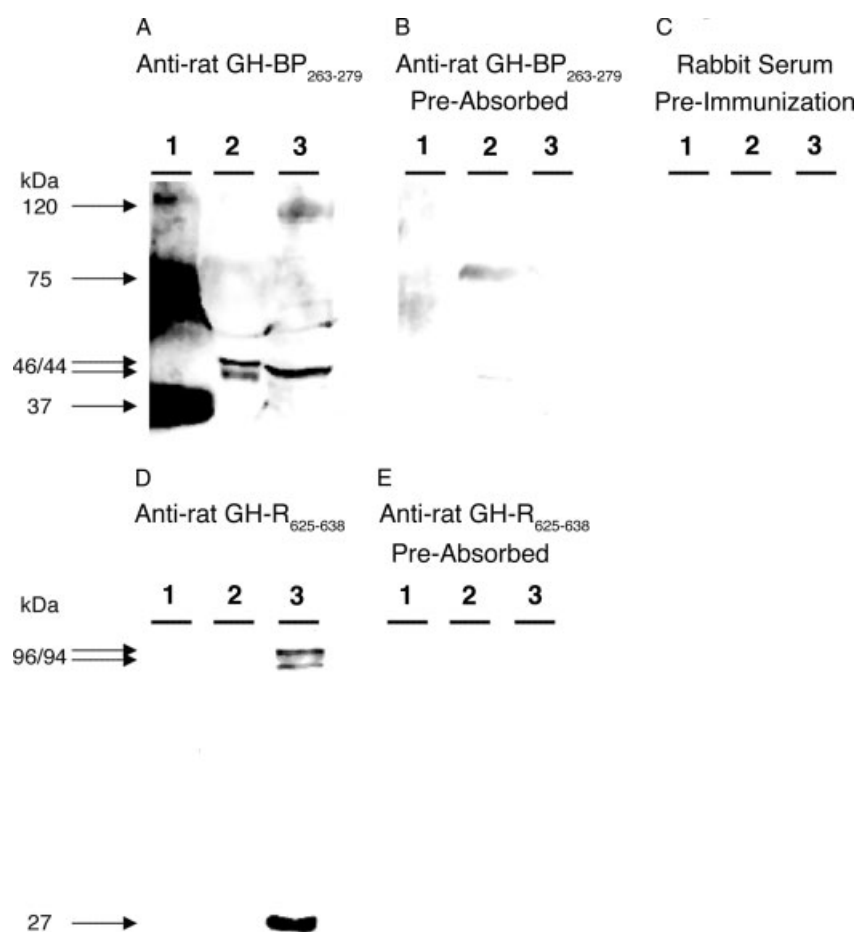 A
Anti-rat GH-BP263-279
1 2 3
kDa
120
75
46/44
37
B
Anti-rat GH-BP263-279
Pre-Absorbed
1 2 3
C
Rabbit Serum
Pre-Immunization
1 2 3
D
Anti-rat GH-R625-638
1 2 3
kDa
96/94
27
E
Anti-rat GH-R625-638
Pre-Absorbed
1 2 3